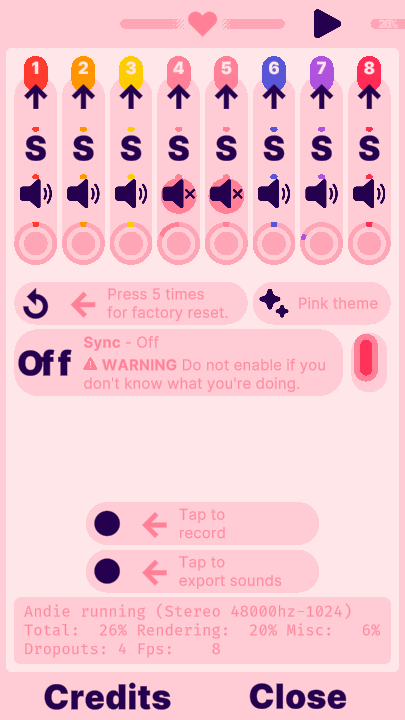 20%
1 2 3 4 5 6 7 8
S S S S S S S S
Press 5 times
for factory reset.
Pink theme
Off
Sync - Off
WARNING Do not enable if you
don't know what you're doing.
Tap to
record
Tap to
export sounds
Andie running (Stereo 48000hz-1024)
Total:  26% Rendering:  20% Misc:   6%
Dropouts: 4 Fps:    8
Credits
Close